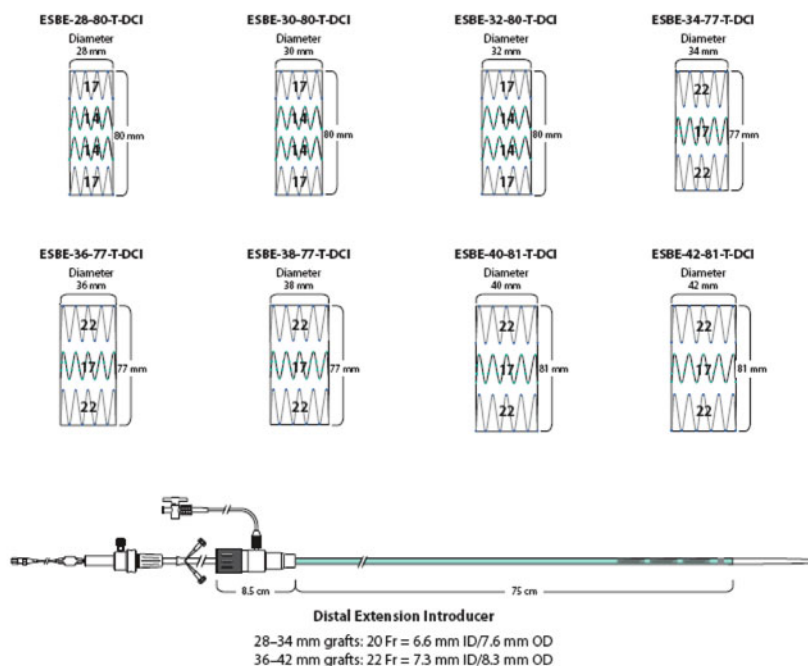 ESBE-28-80-T-DCI
Diameter
28 mm
17
14
14
17
80 mm
ESBE-30-80-T-DCI
Diameter
30 mm
17
14
14
17
80 mm
ESBE-32-80-T-DCI
Diameter
32 mm
17
14
14
17
80 mm
ESBE-34-77-T-DCI
Diameter
34 mm
22
17
22
77 mm
ESBE-36-77-T-DCI
Diameter
36 mm
22
17
22
77 mm
ESBE-38-77-T-DCI
Diameter
38 mm
22
17
22
77 mm
ESBE-40-81-T-DCI
Diameter
40 mm
22
17
22
81 mm
ESBE-42-81-T-DCI
Diameter
42 mm
22
17
22
81 mm
8.5 cm
75 cm
Distal Extension Introducer
28–34 mm grafts: 20 Fr = 6.6 mm ID/7.6 mm OD
36–42 mm grafts: 22 Fr = 7.3 mm ID/8.3 mm OD